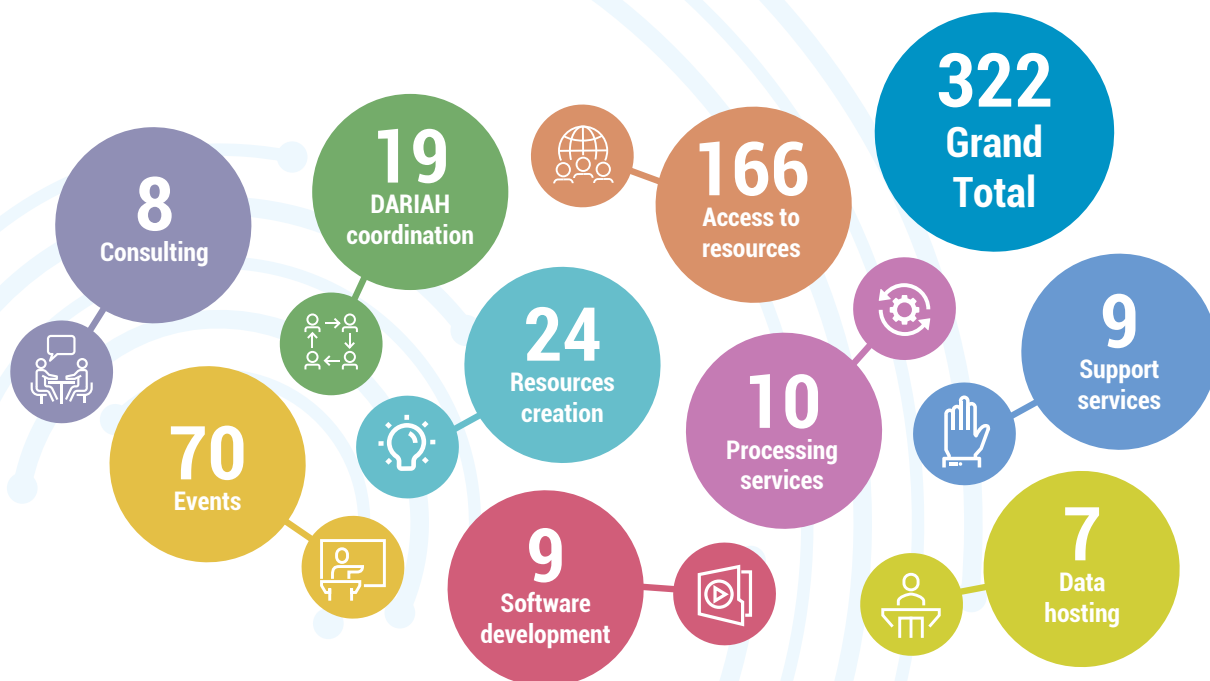 322
Grand
Total
8
Consulting
19
DARIAH
coordination
166
Access to
resources
24
Resources
creation
10
Processing
services
9
Support
services
70
Events
9
Software
development
7
Data
hosting